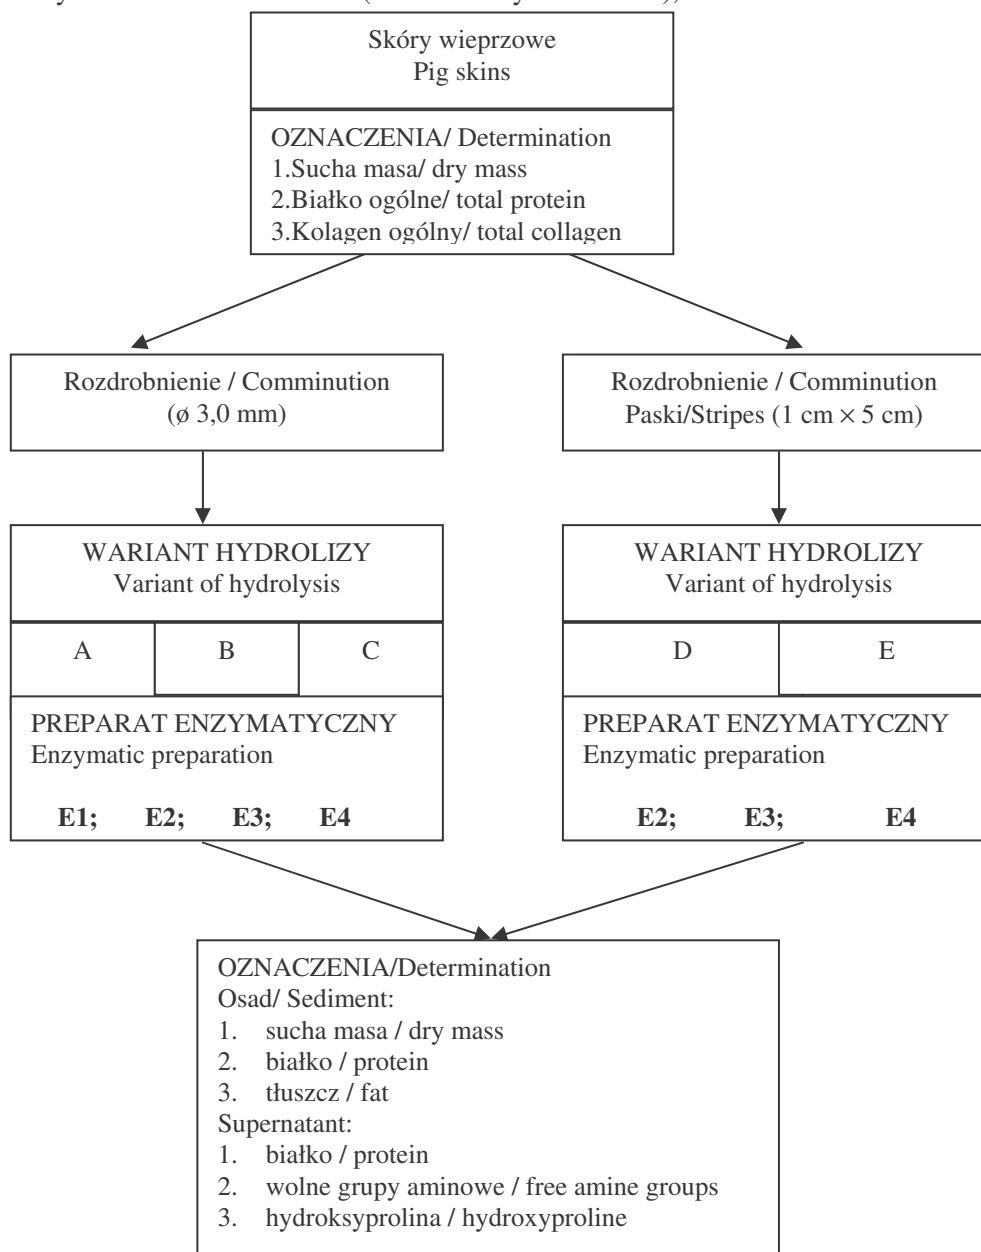 Skóry wieprzowe
Pig skins
OZNACZENIA/ Determination
1.Sucha masa/ dry mass
2.Białko ogólne/ total protein
3.Kolagen ogólny/ total collagen
Rozdrobnienie / Comminution
(ø 3,0 mm)
Rozdrobnienie / Comminution
Paski/Stripes (1 cm × 5 cm)
WARIANT HYDROLIZY
Variant of hydrolysis
A B C
PREPARAT ENZYMATYCZNY
Enzymatic preparation
E1; E2; E3; E4
WARIANT HYDROLIZY
Variant of hydrolysis
D E
PREPARAT ENZYMATYCZNY
Enzymatic preparation
E2; E3; E4
OZNACZENIA/Determination
Osad/ Sediment:
1. sucha masa / dry mass
2. białko / protein
3. tłuszcz / fat
Supernatant:
1. białko / protein
2. wolne grupy aminowe / free amine groups
3. hydroksyprolina / hydroxyproline